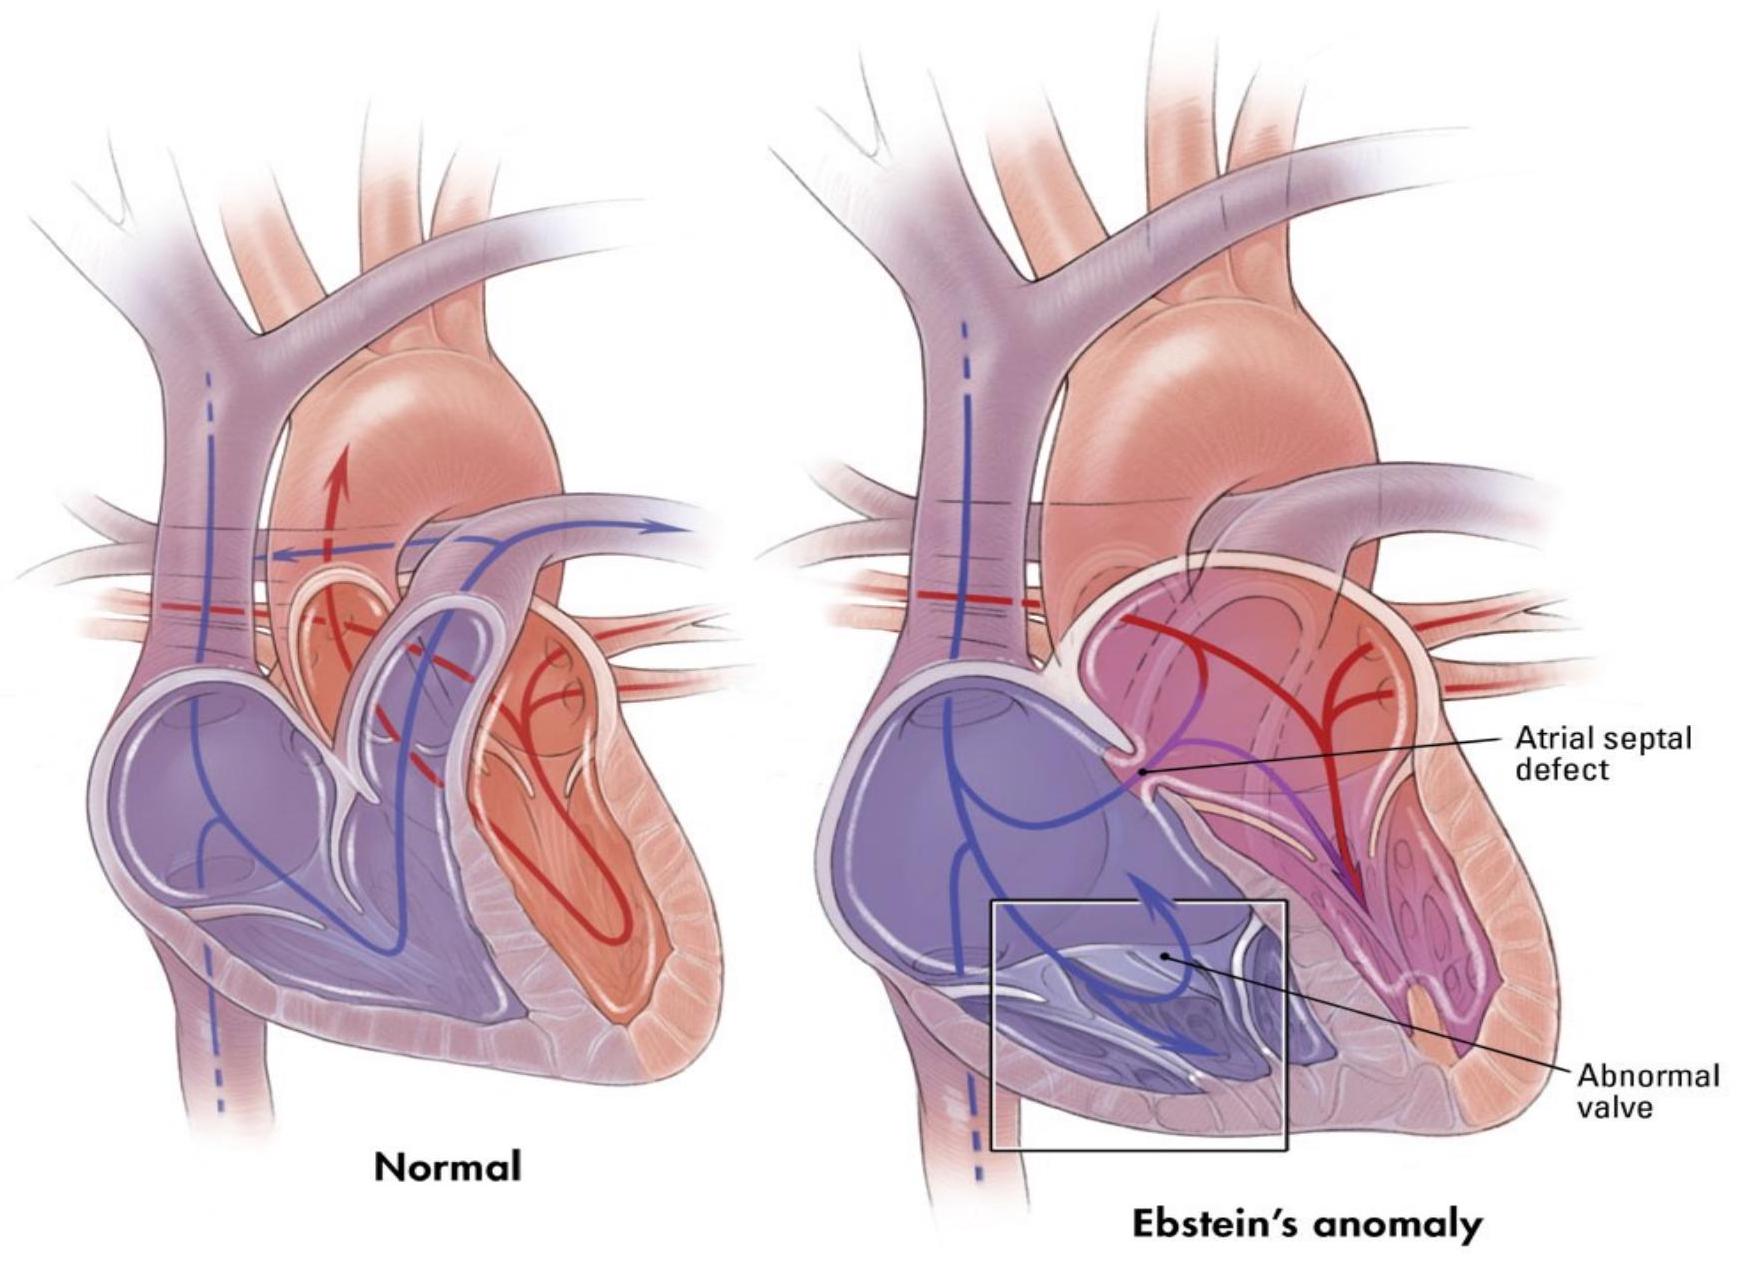 Atrial septal
defect
Abnormal
valve
Normal
Ebstein's anomaly